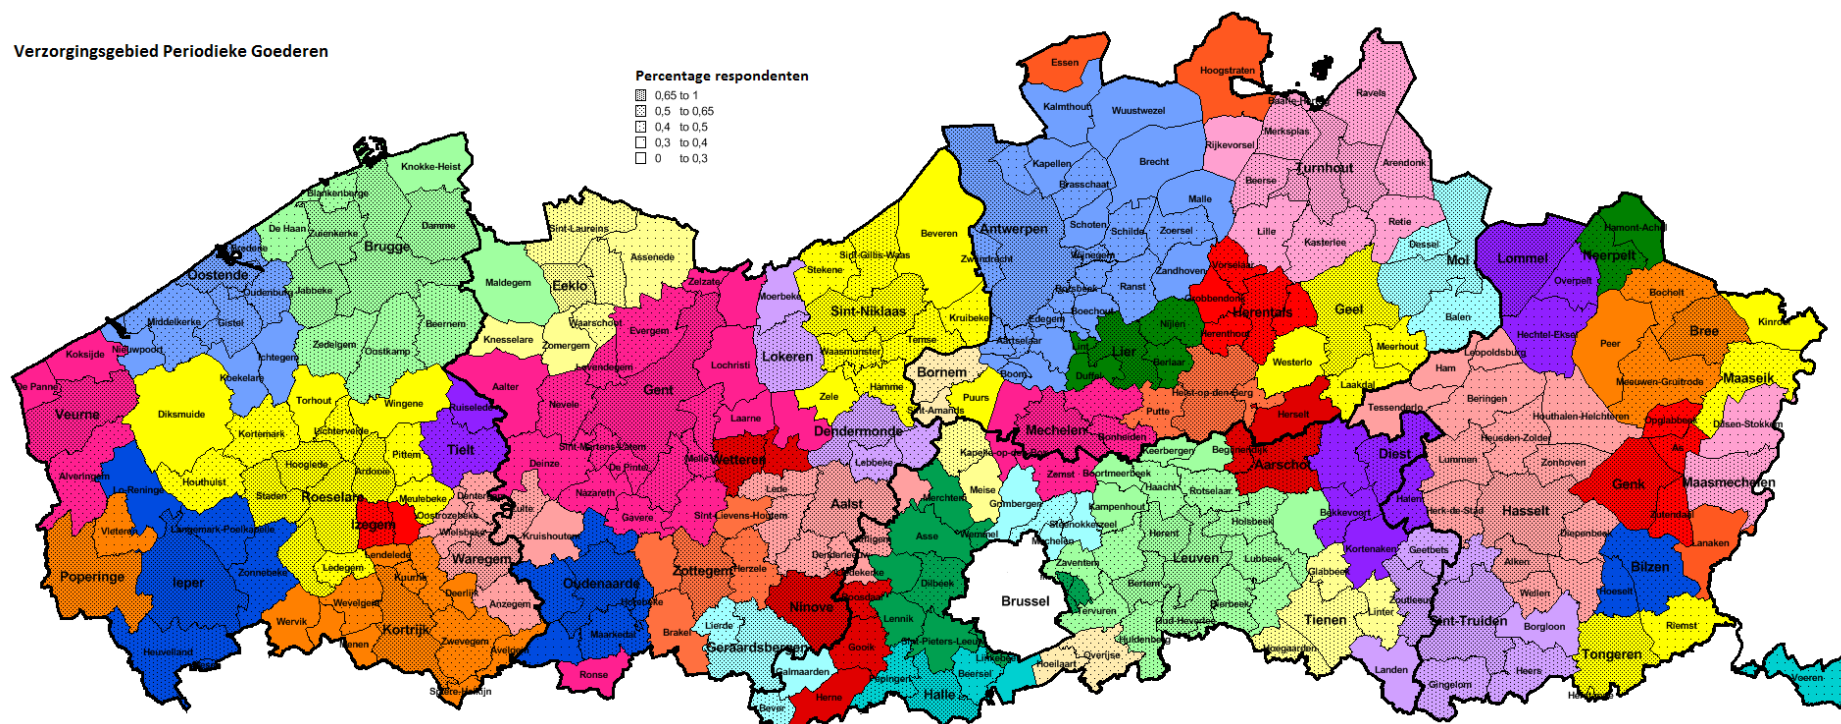 Verzorgingsgebied Periodieke Goederen
Percentage respondenten
0,65 to 1
0,5 to 0,65
0,4 to 0,5
0,3 to 0,4
0 to 0,3
Essen
Hoogstraten
Ravels
Kalmthout
Wuustwezel
Merksplas
Rijkevorsel
Knokke-Heist
Kapellen
Brecht
Turnhout
Arendonk
Blankenberge
Brasschaat
Beerse
Malle
De Haan
Zuienkerke
Damme
Sint-Laureins
Beveren
Antwerpen
Schoten
Schilde
Zoersel
Lille
Retie
Kasterlee
Hamont-Achel
Brugge
Assenede
Sint-Gillis-Waas
Zwijndrecht
Wijnegem
Dessel
Mol
Lommel
Neerpelt
Bredene
Oostende
Stekene
Zandhoven
Vorselaar
Overpelt
Maldegem
Eeklo
Zelzate
Moerbeke
Ranst
Borsbeek
Grobbendonk
Bocholt
Oudenburg
Jabbeke
Middelkerke
Gistel
Beernem
Waarschoot
Evergem
Sint-Niklaas
Kruibeke
Edegem
Boechout
Nijlen
Herentals
Geel
Balen
Hechtel-Eksel
Bree
Kinrooi
Knesselare
Zomergem
Temse
Aartselaar
Herenthout
Meerhout
Peer
Koksijde
Nieuwpoort
Ichtegem
Zedelgem
Oostkamp
Lovendegem
Lochristi
Lokeren
Waasmunster
Lint
Lier
Berlaar
Westerlo
Leopoldsburg
De Panne
Koekelare
Aalter
Gent
Hamme
Bornem
Boom
Duffel
Laakdal
Ham
Meeuwen-Gruitrode
Maaseik
Veurne
Diksmuide
Torhout
Wingene
Ruiselede
Nevele
Laarne
Zele
Puurs
Sint-Amands
Putte
Heist-op-den-Berg
Herselt
Tessenderlo
Beringen
Houthalen-Helchteren
Opglabbeek
Dilsen-Stokkem
Kortemark
Lichtervelde
Tielt
Sint-Martens-Latem
Dendermonde
Mechelen
Bonheiden
Heusden-Zolder
Alveringem
Hooglede
Ardooie
Pittem
Deinze
De Pinte
Melle
Wetteren
Lebbeke
Kapelle-op-den-Bos
Keerbergen
Begijnendijk
Aarschot
Diest
Lummen
Zonhoven
As
Lo-Reninge
Houthulst
Staden
Roeselare
Meulebeke
Dentergem
Nazareth
Lede
Merchtem
Meise
Zemst
Boortmeerbeek
Haacht
Rotselaar
Halen
Genk
Maasmechelen
Oostrozebeke
Zulte
Gavere
Sint-Lievens-Houtem
Aalst
Grimbergen
Kampenhout
Bekkevoort
Herk-de-Stad
Hasselt
Zutendaal
Vleteren
Langemark-Poelkapelle
Izegem
Wielsbeke
Kruishoutem
Asse
Wemmel
Steenokkerzeel
Herent
Holsbeek
Diepenbeek
Lanaken
Poperinge
Ieper
Zonnebeke
Ledegem
Lendelede
Kuurne
Waregem
Oudenaarde
Zottegem
Herzele
Denderleeuw
Liedekerke
Dilbeek
Zaventem
Leuven
Lubbeek
Kortenaken
Geetbets
Alken
Bilzen
Deerlijk
Anzegem
Ninove
Roosdaal
Brussel
Bertem
Glabbeek
Wellen
Hoeselt
Wervik
Wevelgem
Kortrijk
Zwevegem
Horebeke
Maarkedal
Brakel
Lierde
Lennik
Tervuren
Bierbeek
Tienen
Linter
Zoutleeuw
Sint-Truiden
Borgloon
Riemst
Heuvelland
Menen
Avelgem
Geraardsbergen
Gooik
Sint-Pieters-Leeuw
Oud-Heverlee
Huldenberg
Hoegaarden
Tongeren
Ronse
Galmaarden
Pepingen
Beersel
Linkebeek
Hoeilaart
Overijse
Landen
Heers
Voeren
Spiere-Helkijn
Herne
Bever
Halle
Gingelom